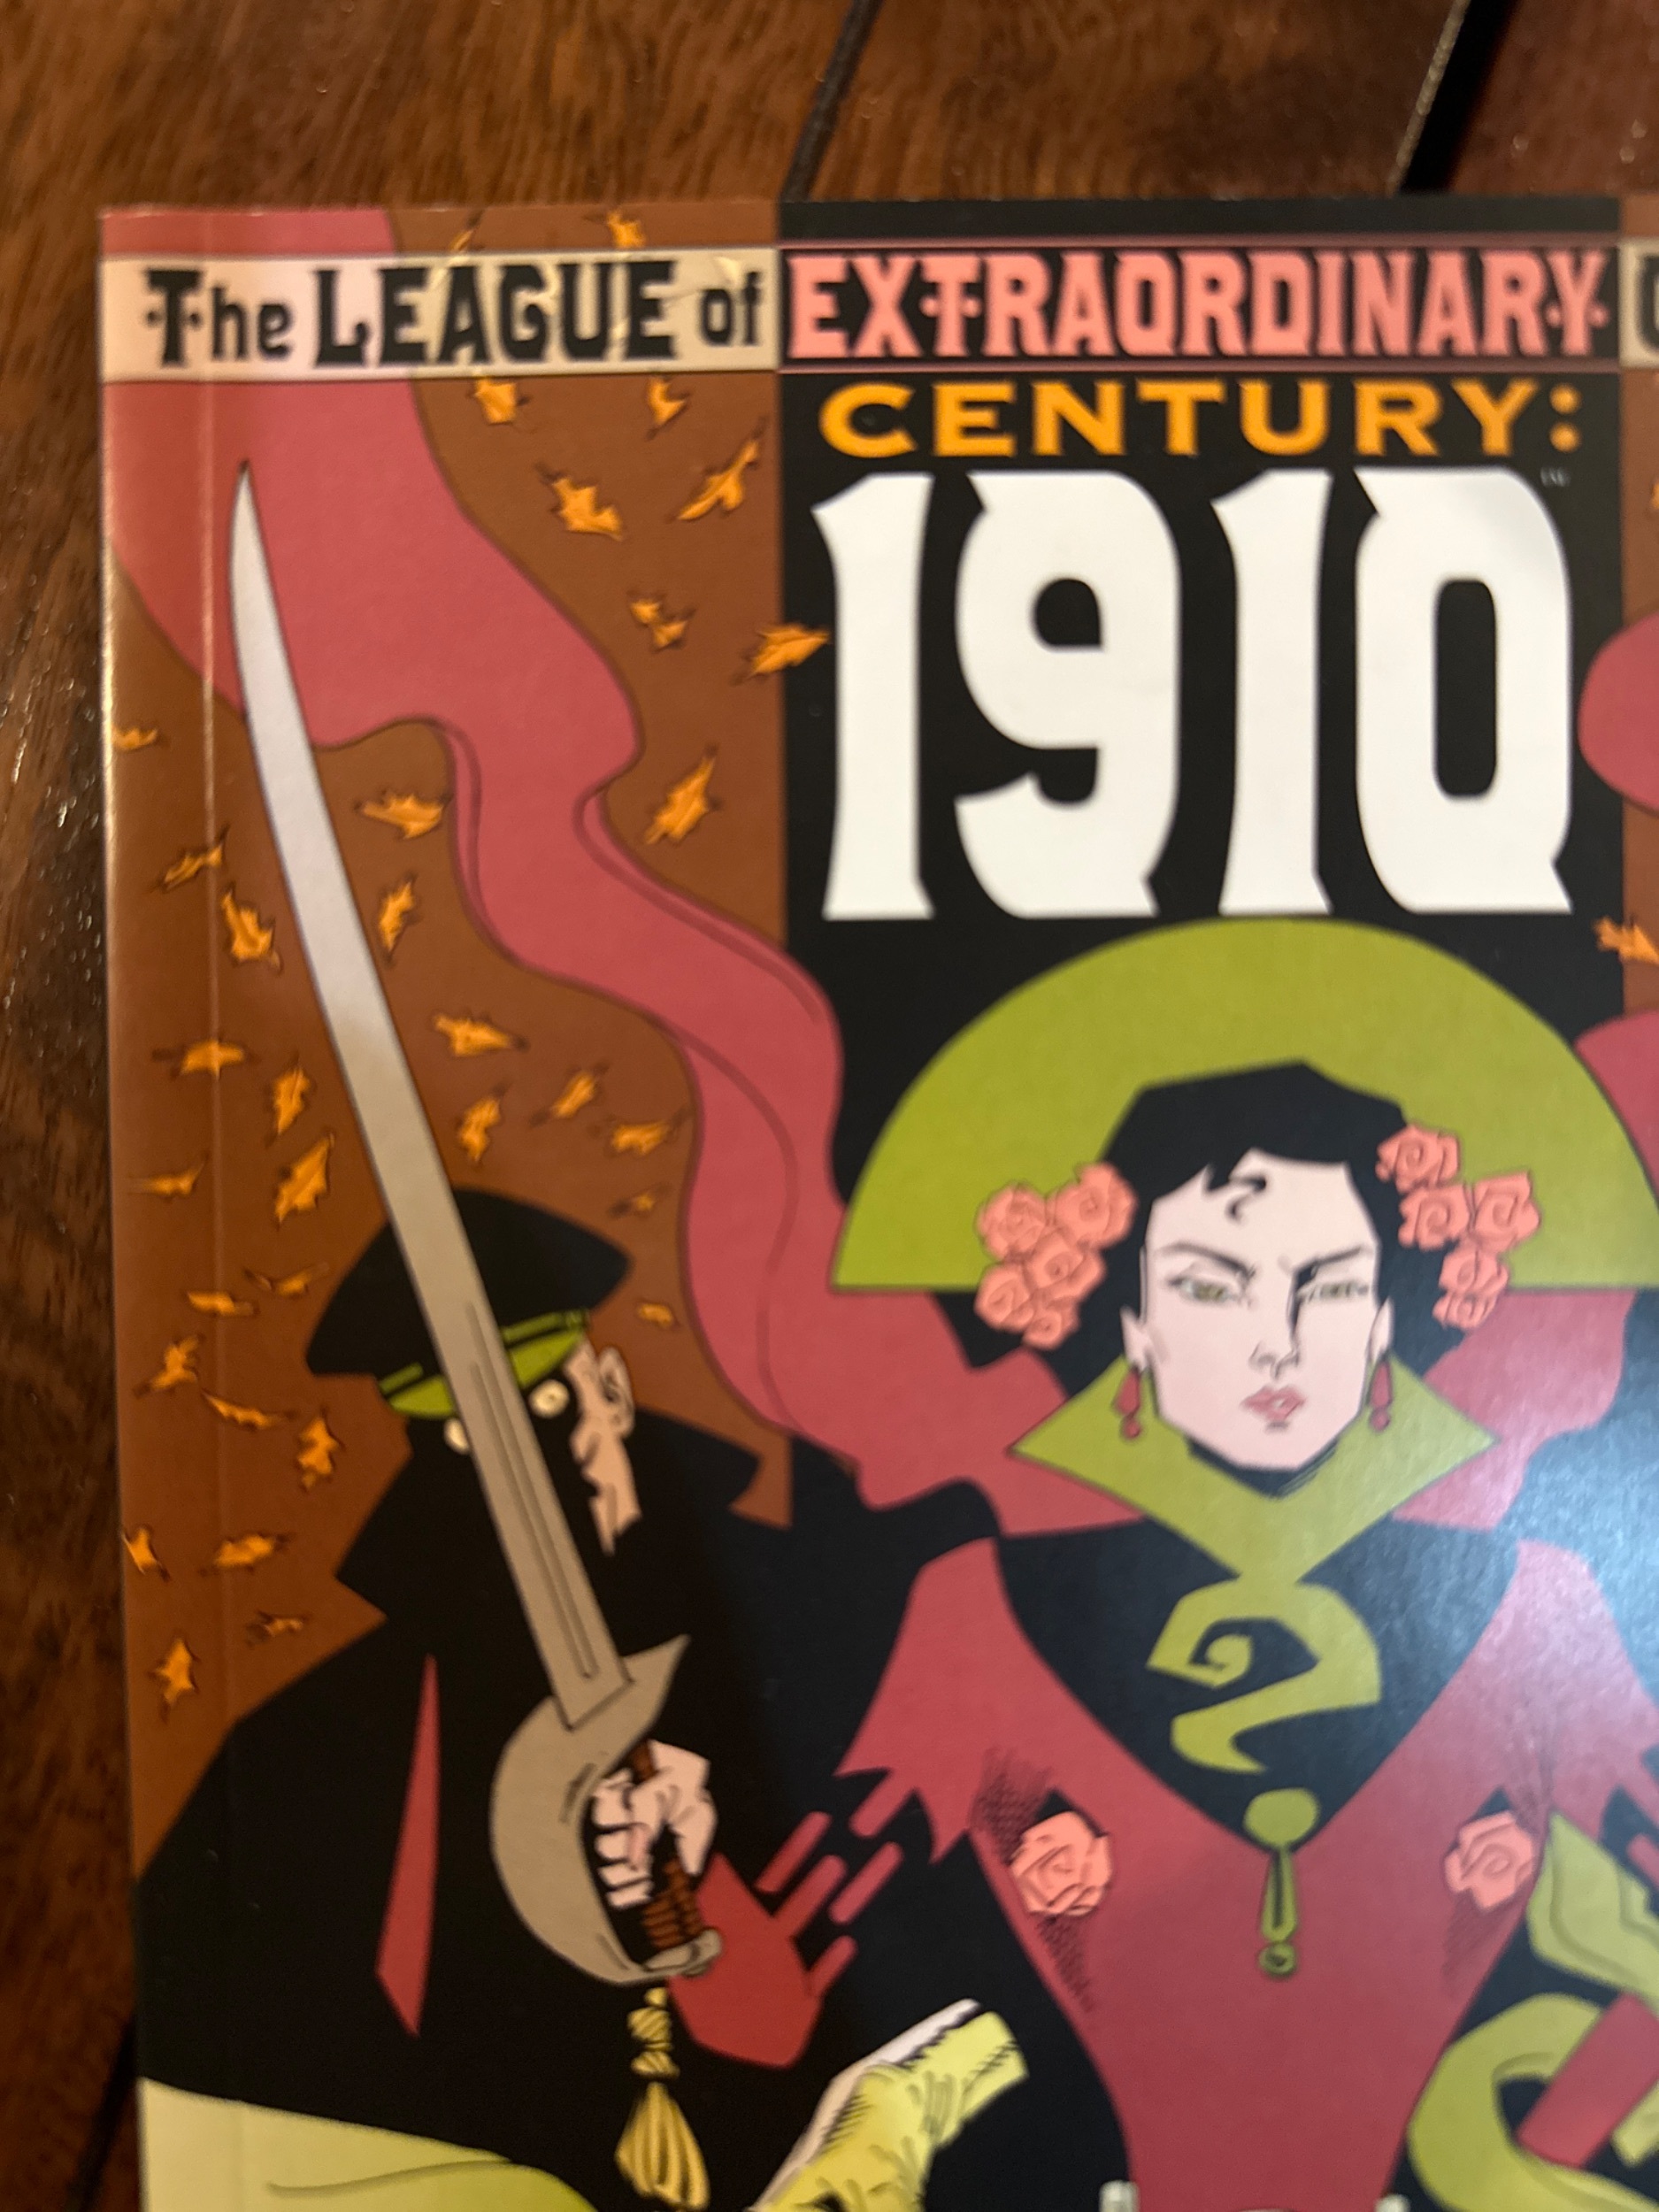 The LEAGUE of EXTRAORDINARY
CENTURY:
1910